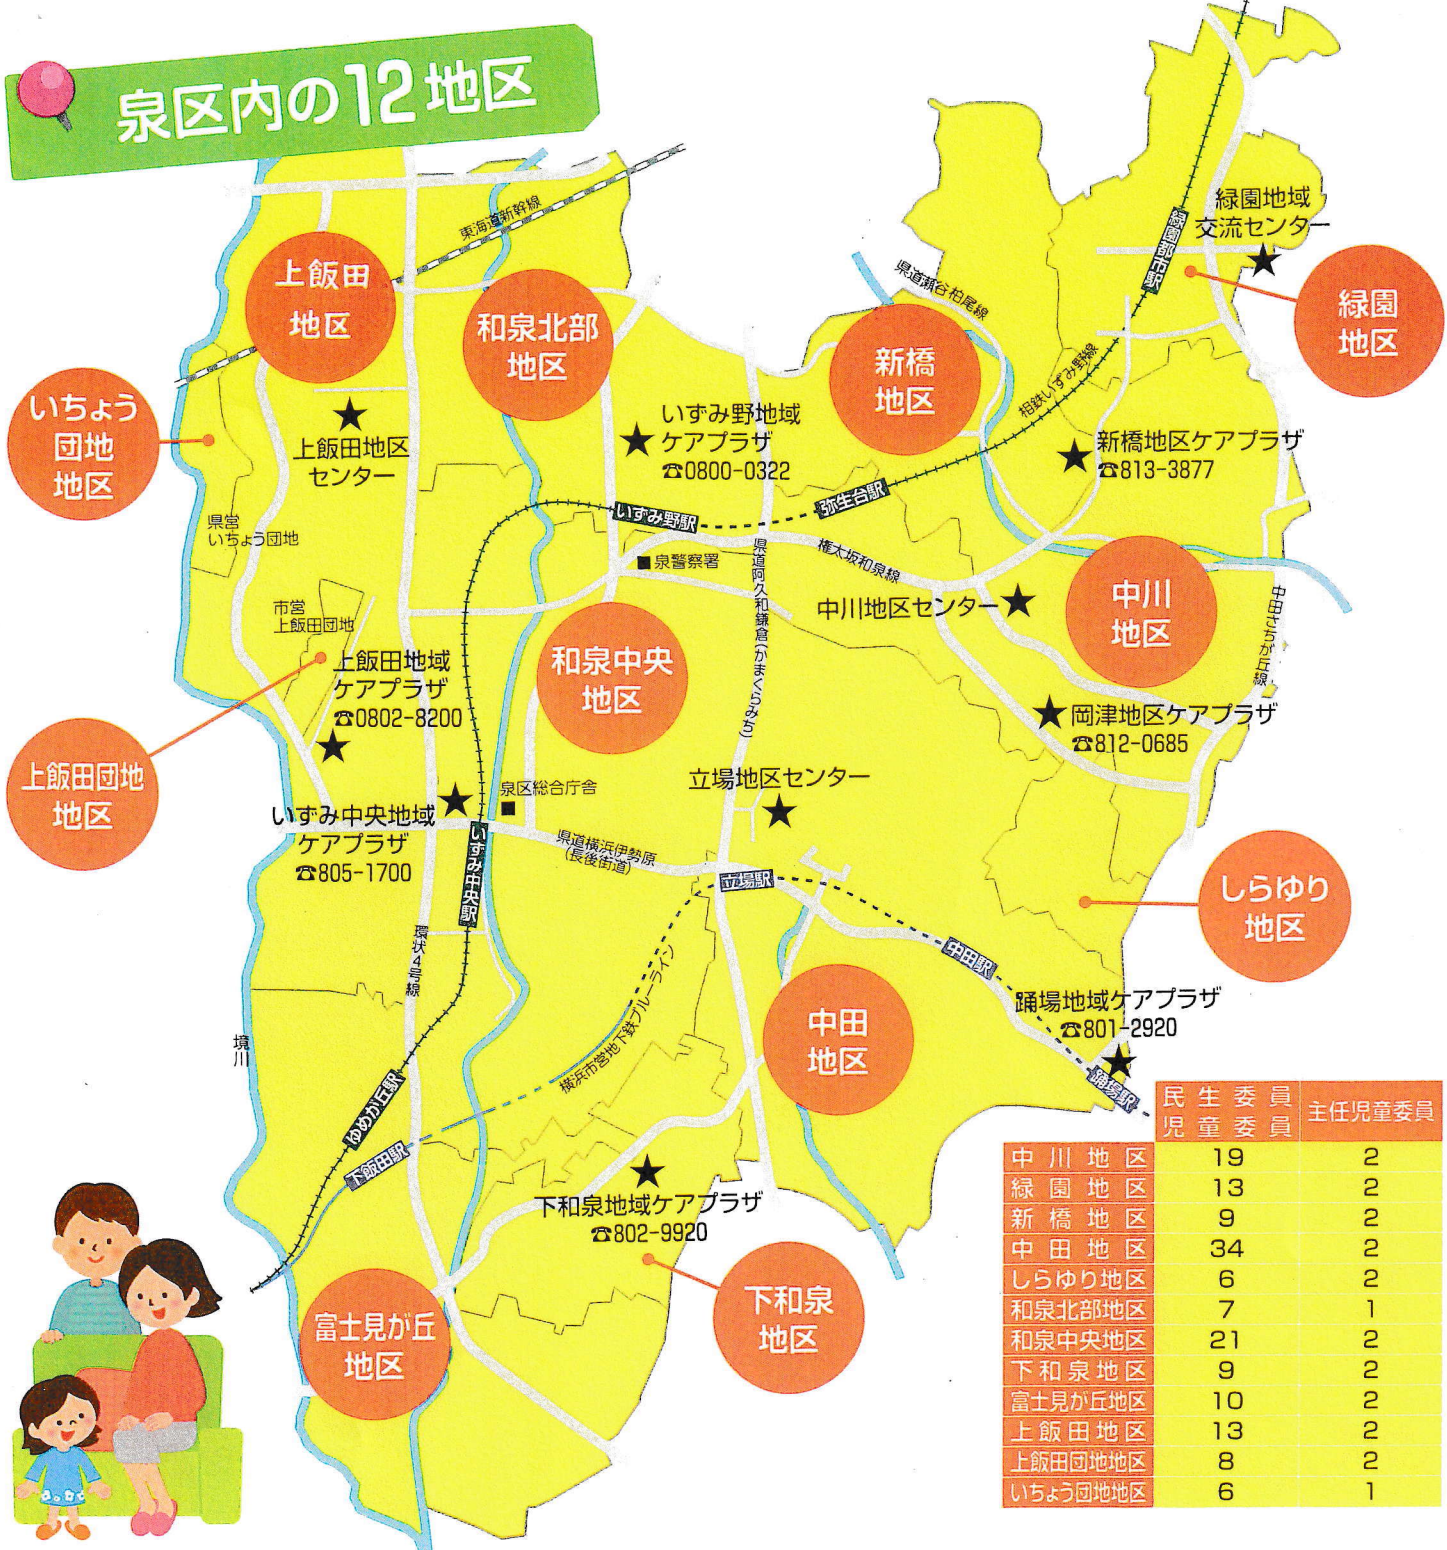 泉区内の12地区
東海道新幹線
上飯田
地区
和泉北部
地区
いちょう
団地
地区
上飯田地区
センター
いずみ野地域
ケアプラザ
☎0800-0322
県道瀬谷柏尾線
新橋
地区
緑園都市駅
緑園地域
交流センター
緑園
地区
相鉄いずみ野線
新橋地区ケアプラザ
☎813-3877
県営
いちょう団地
いずみ野駅
弥生台駅
泉警察署
権太坂和泉線
県道阿久和鎌倉(かまくらみち)
中川地区センター
中川
地区
中田さちが丘線
市営
上飯田団地
上飯田地域
ケアプラザ
☎0802-8200
和泉中央
地区
岡津地区ケアプラザ
☎812-0685
上飯田団地
地区
泉区総合庁舎
立場地区センター
いずみ中央地域
ケアプラザ
☎805-1700
いずみ中央駅
県道横浜伊勢原
(長後街道)
立場駅
しらゆり
地区
環状4号線
中田駅
横浜市営地下鉄ブルーライン
中田
地区
踊場地域ケアプラザ
☎801-2920
踊場駅
境川
ゆめが丘駅
下飯田駅
下和泉地域ケアプラザ
☎802-9920
下和泉
地区
富士見が丘
地区
民生委員
児童委員 主任児童委員
中川地区 19 2
緑園地区 13 2
新橋地区 9 2
中田地区 34 2
しらゆり地区 6 2
和泉北部地区 7 1
和泉中央地区 21 2
下和泉地区 9 2
富士見が丘地区 10 2
上飯田地区 13 2
上飯田団地地区 8 2
いちょう団地地区 6 1